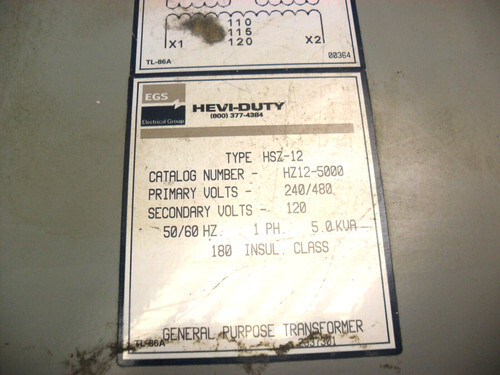 110
115
X1 120 X2
TL-86A 00364
EGS
Electrical Group
HEVI-DUTY
(800) 377-4384
TYPE HSZ-12
CATALOG NUMBER - HZ12-5000
PRIMARY VOLTS - 240/480
SECONDARY VOLTS - 120
50/60 HZ. 1 PH. 5.0 KVA
180 INSUL. CLASS
GENERAL PURPOSE TRANSFORMER
TL-86A